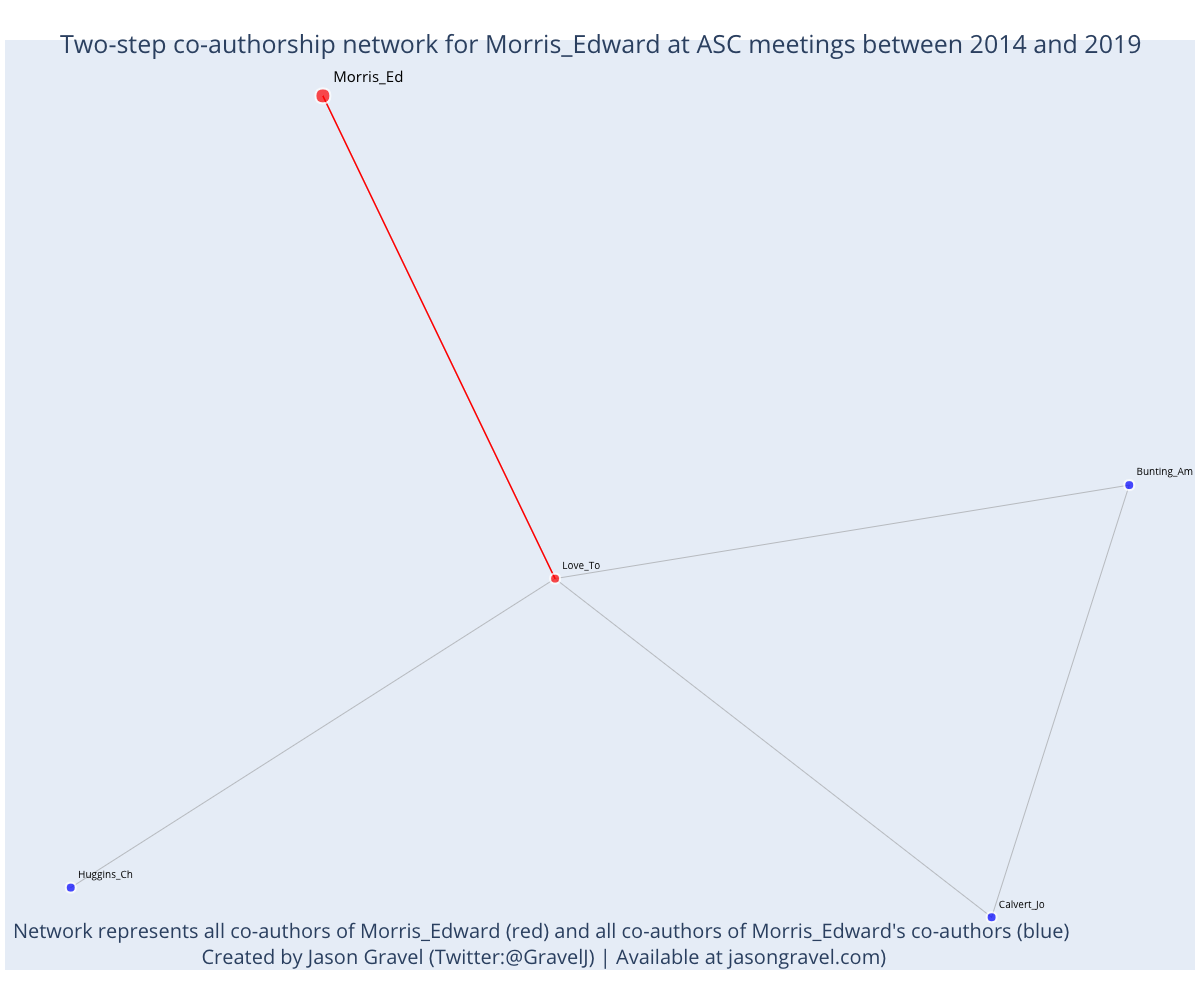 Two-step co-authorship network for Morris_Edward at ASC meetings between 2014 and 2019
Morris_Ed
Bunting_Am
Love_To
Huggins_Ch
Calvert_Jo
Network represents all co-authors of Morris_Edward (red) and all co-authors of Morris_Edward's co-authors (blue)
Created by Jason Gravel (Twitter:@GravelJ) | Available at jasongravel.com)